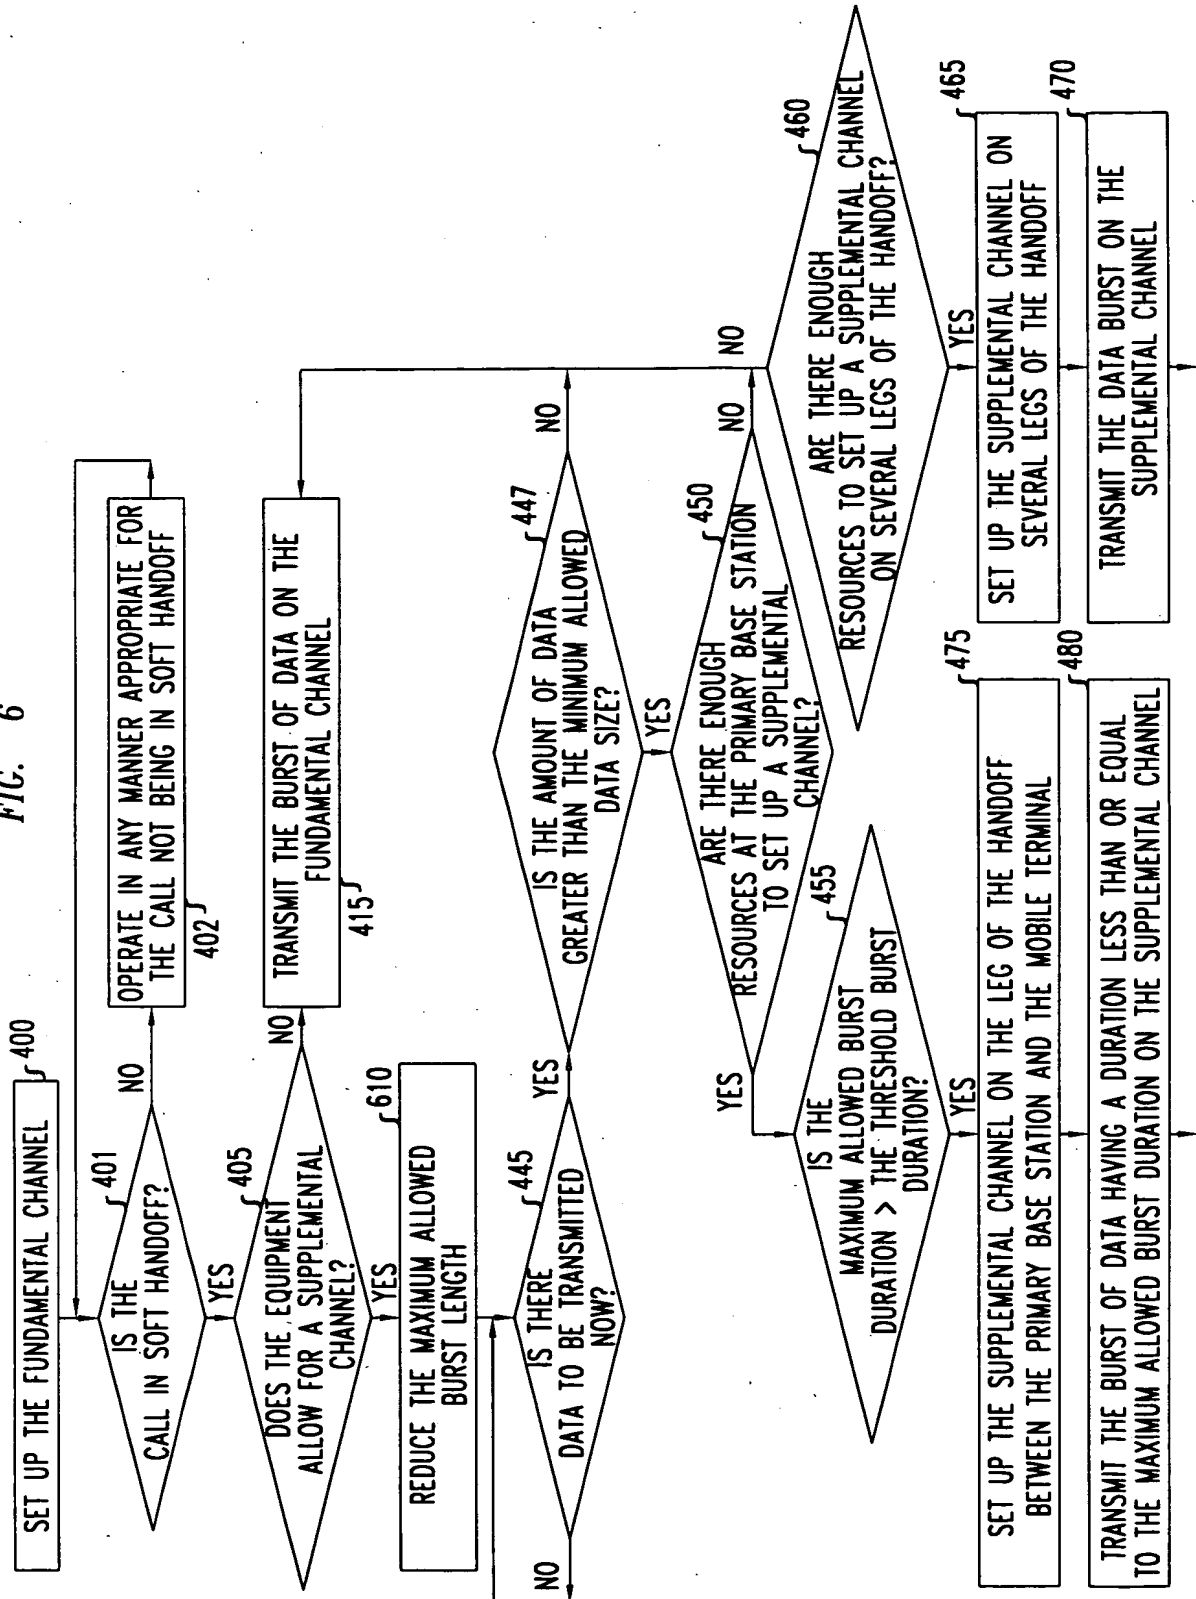 FIG. 6
SET UP THE FUNDAMENTAL CHANNEL
400
IS THE
CALL IN SOFT HANDOFF?
401
NO
YES
OPERATE IN ANY MANNER APPROPRIATE FOR
THE CALL NOT BEING IN SOFT HANDOFF
402
DOES THE EQUIPMENT
ALLOW FOR A SUPPLEMENTAL
CHANNEL?
405
NO
YES
TRANSMIT THE BURST OF DATA ON THE
FUNDAMENTAL CHANNEL
415
REDUCE THE MAXIMUM ALLOWED
BURST LENGTH
610
IS THERE
DATA TO BE TRANSMITTED
NOW?
445
NO
YES
IS THE AMOUNT OF DATA
GREATER THAN THE MINIMUM ALLOWED
DATA SIZE?
447
NO
YES
ARE THERE ENOUGH
RESOURCES AT THE PRIMARY BASE STATION
TO SET UP A SUPPLEMENTAL
CHANNEL?
450
NO
YES
IS THE
MAXIMUM ALLOWED BURST
DURATION > THE THRESHOLD BURST
DURATION?
455
YES
NO
ARE THERE ENOUGH
RESOURCES TO SET UP A SUPPLEMENTAL CHANNEL
ON SEVERAL LEGS OF THE HANDOFF?
460
YES
SET UP THE SUPPLEMENTAL CHANNEL ON THE LEG OF THE HANDOFF
BETWEEN THE PRIMARY BASE STATION AND THE MOBILE TERMINAL
475
SET UP THE SUPPLEMENTAL CHANNEL ON
SEVERAL LEGS OF THE HANDOFF
465
TRANSMIT THE BURST OF DATA HAVING A DURATION LESS THAN OR EQUAL
TO THE MAXIMUM ALLOWED BURST DURATION ON THE SUPPLEMENTAL CHANNEL
480
TRANSMIT THE DATA BURST ON THE
SUPPLEMENTAL CHANNEL
470